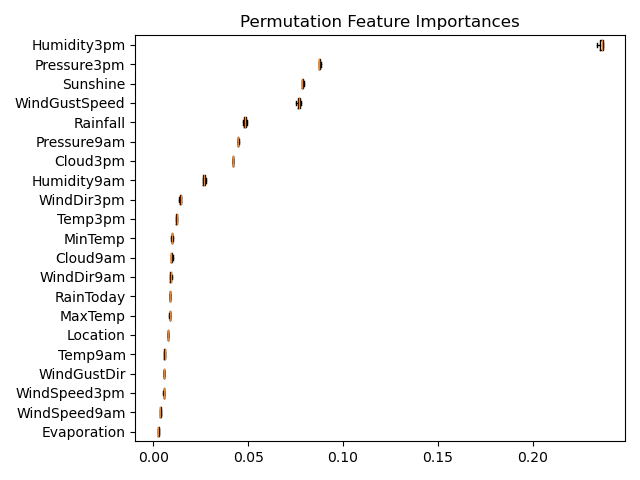 Permutation Feature Importances
Humidity3pm
Pressure3pm
Sunshine
WindGustSpeed
Rainfall
Pressure9am
Cloud3pm
Humidity9am
WindDir3pm
Temp3pm
MinTemp
Cloud9am
WindDir9am
RainToday
MaxTemp
Location
Temp9am
WindGustDir
WindSpeed3pm
WindSpeed9am
Evaporation
0.00 0.05 0.10 0.15 0.20